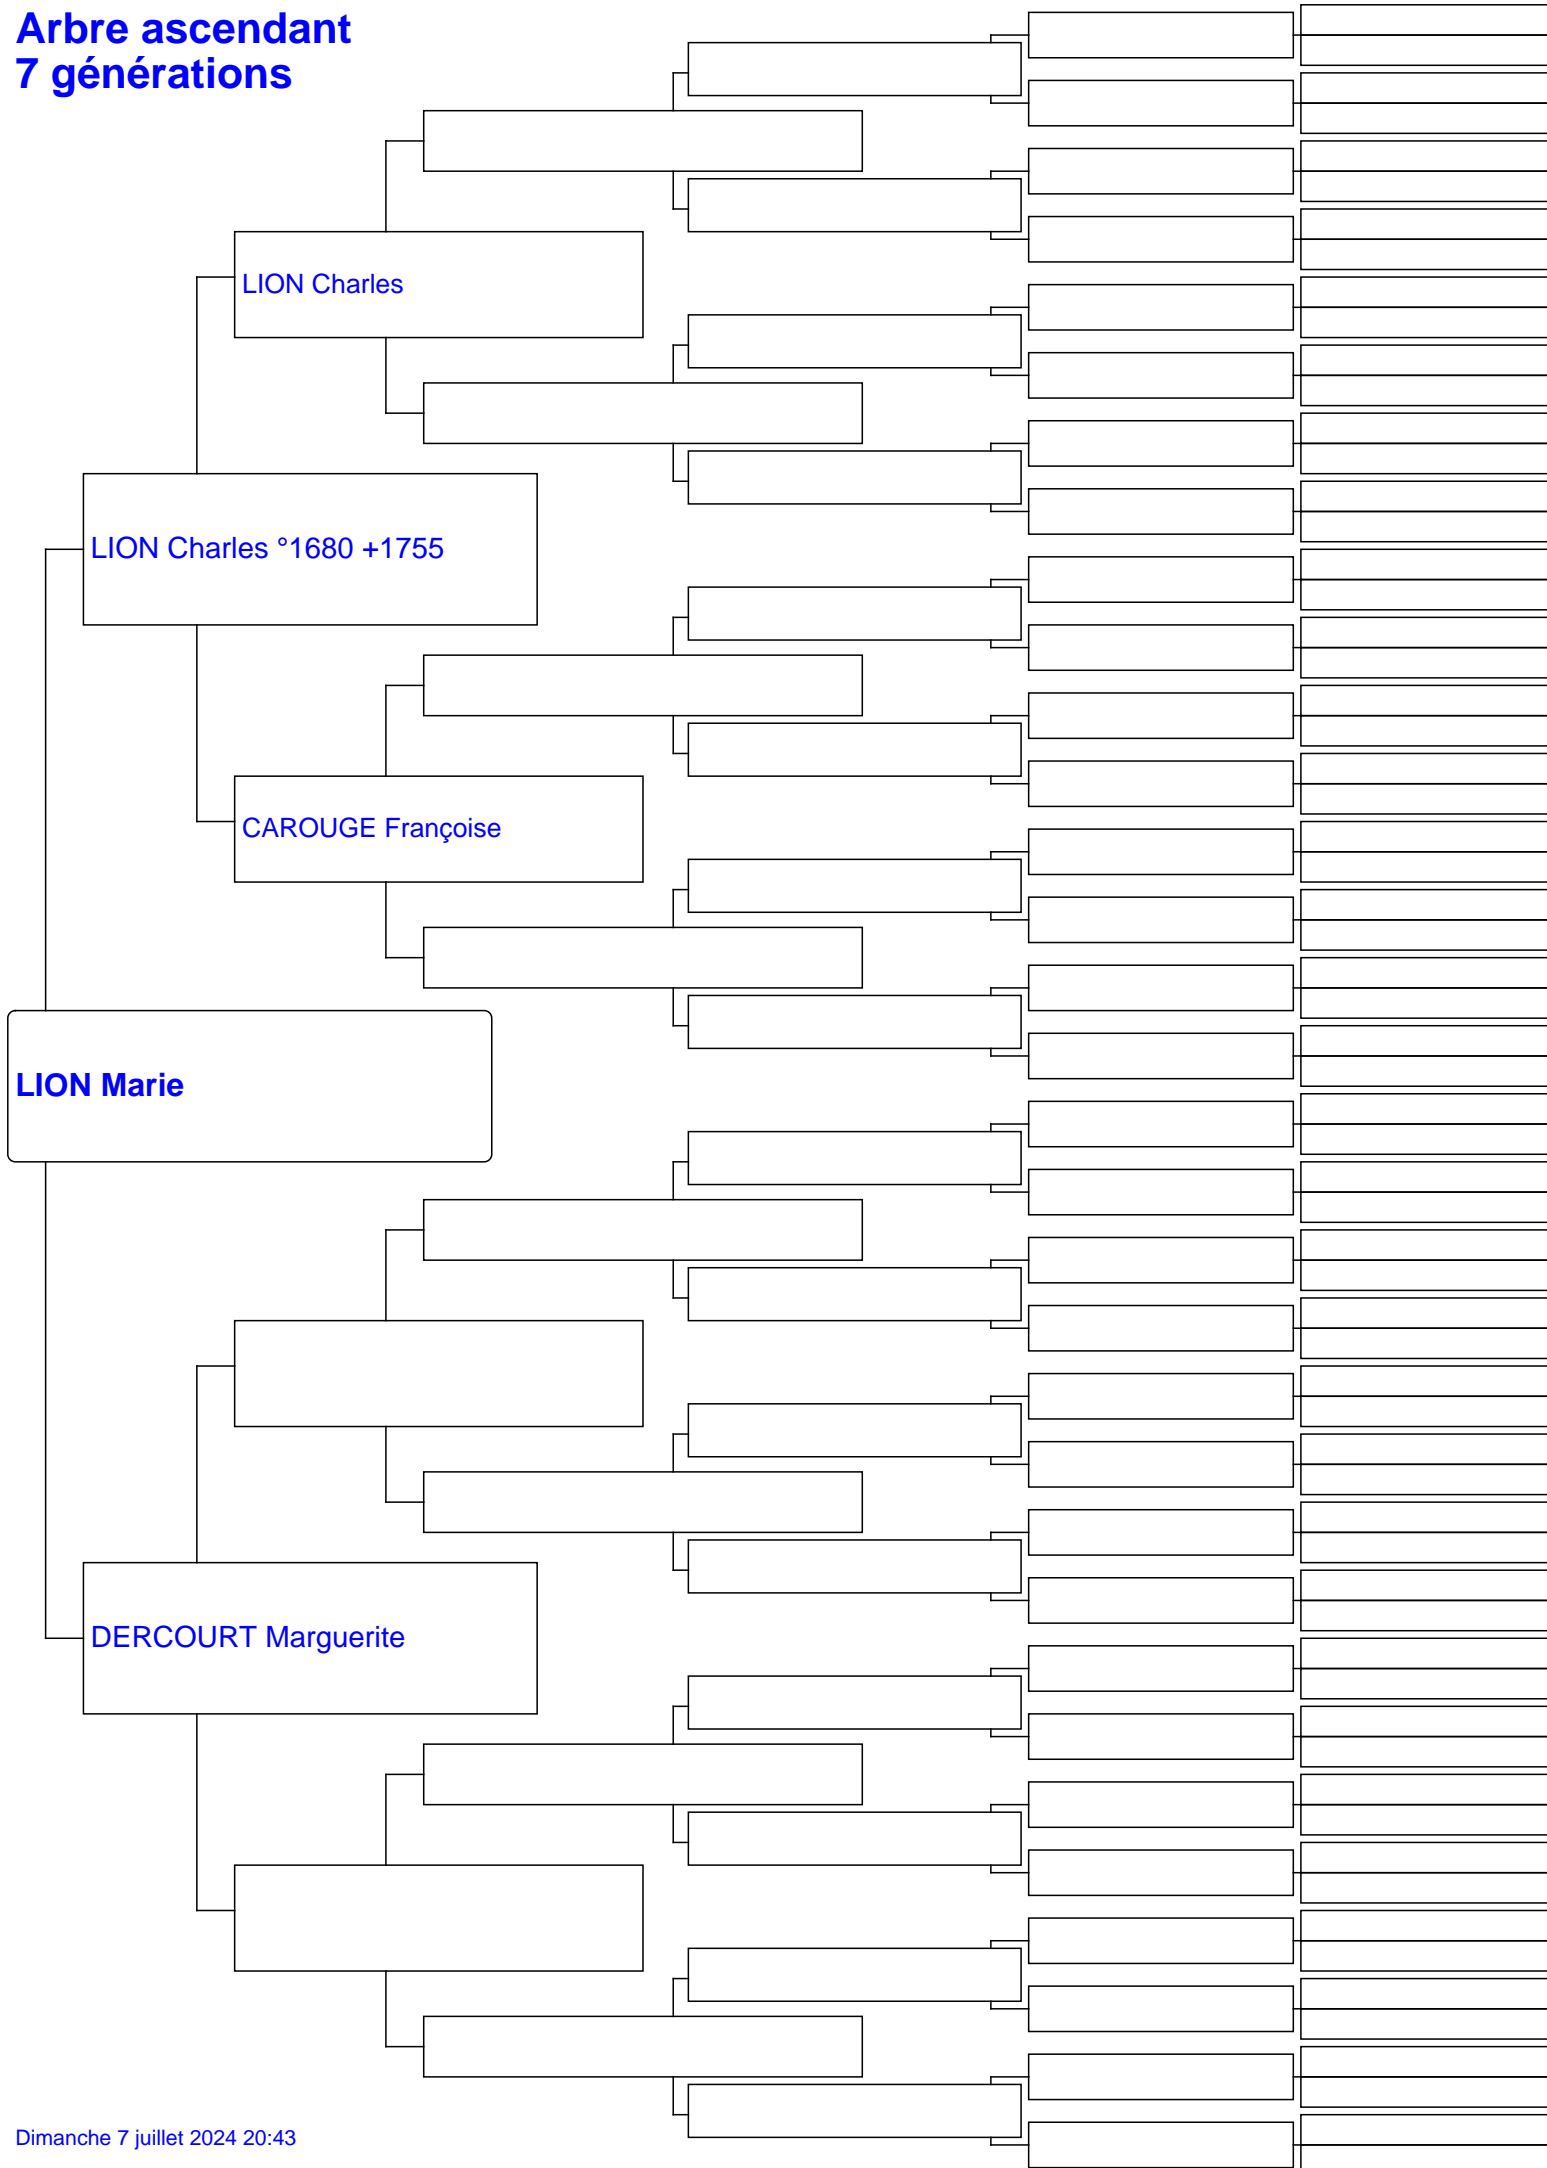 Arbre ascendant
7 générations
LION Charles
LION Charles °1680 +1755
CAROUGE Françoise
LION Marie
DERCOURT Marguerite
Dimanche 7 juillet 2024 20:43